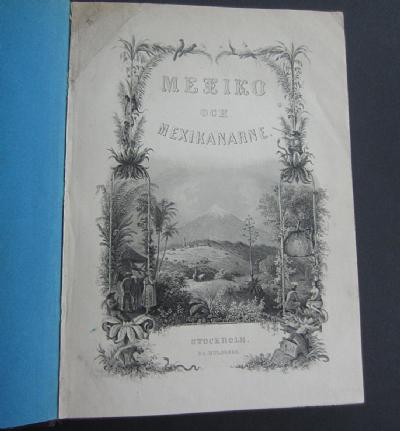 MEXIKO
OCH
MEXIKANARNE.
STOCKHOLM.